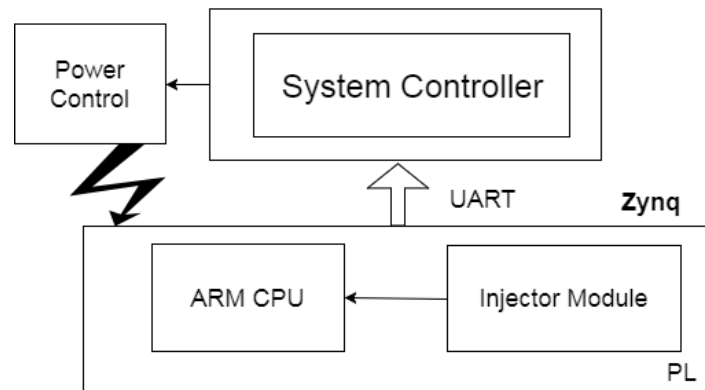 Power
Control
System Controller
UART
Zynq
ARM CPU
Injector Module
PL